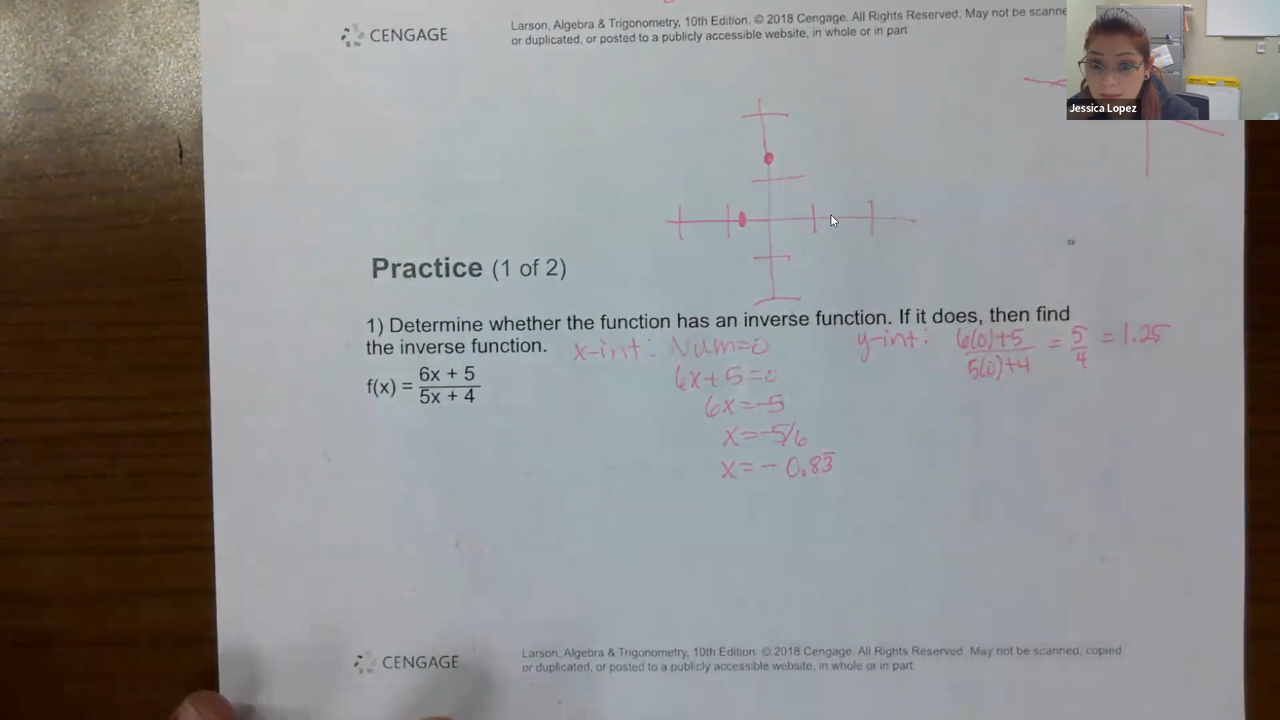 CENGAGE
Larson, Algebra & Trigonometry, 10th Edition. © 2018 Cengage. All Rights Reserved. May not be scanne
or duplicated, or posted to a publicly accessible website, in whole or in part
Jessica Lopez
Practice (1 of 2)
1) Determine whether the function has an inverse function. If it does, then find
the inverse function.
f(x) = 6x + 5 / 5x + 4
x-int: Num=0
6x+5=0
6x=-5
x=-5/6
x=-0.83̅
y-int: 6(0)+5 / 5(0)+4 = 5/4 = 1.25
CENGAGE
Larson, Algebra & Trigonometry, 10th Edition. © 2018 Cengage. All Rights Reserved. May not be scanned, copied
or duplicated, or posted to a publicly accessible website, in whole or in part